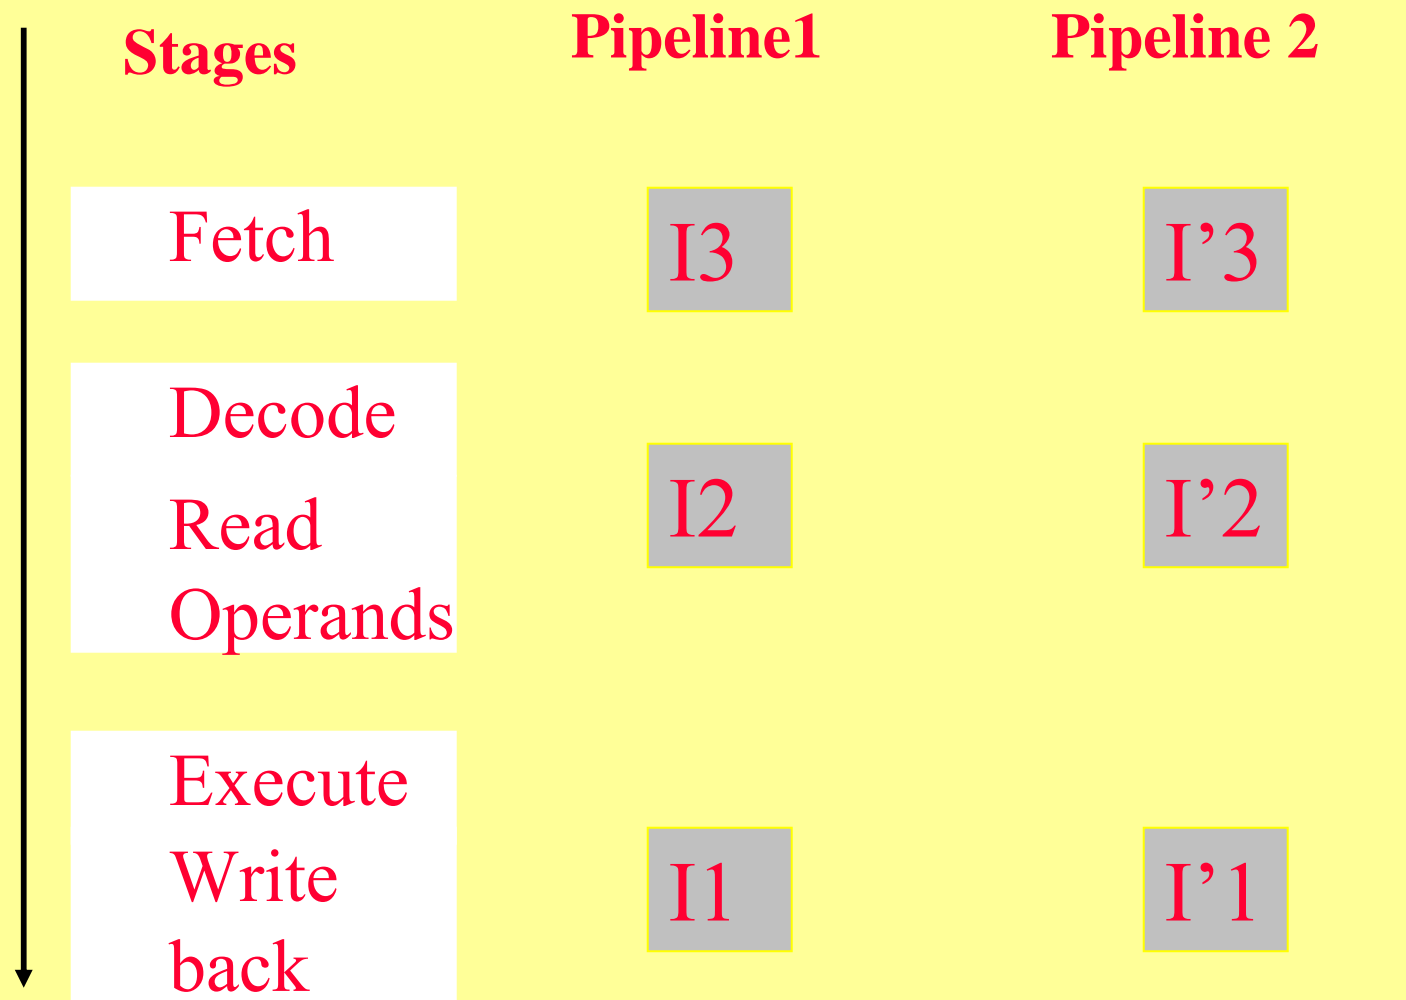 Stages Pipeline1 Pipeline 2
Fetch I3 I’3
Decode
Read I2 I’2
Operands
Execute
Write I1 I’1
back